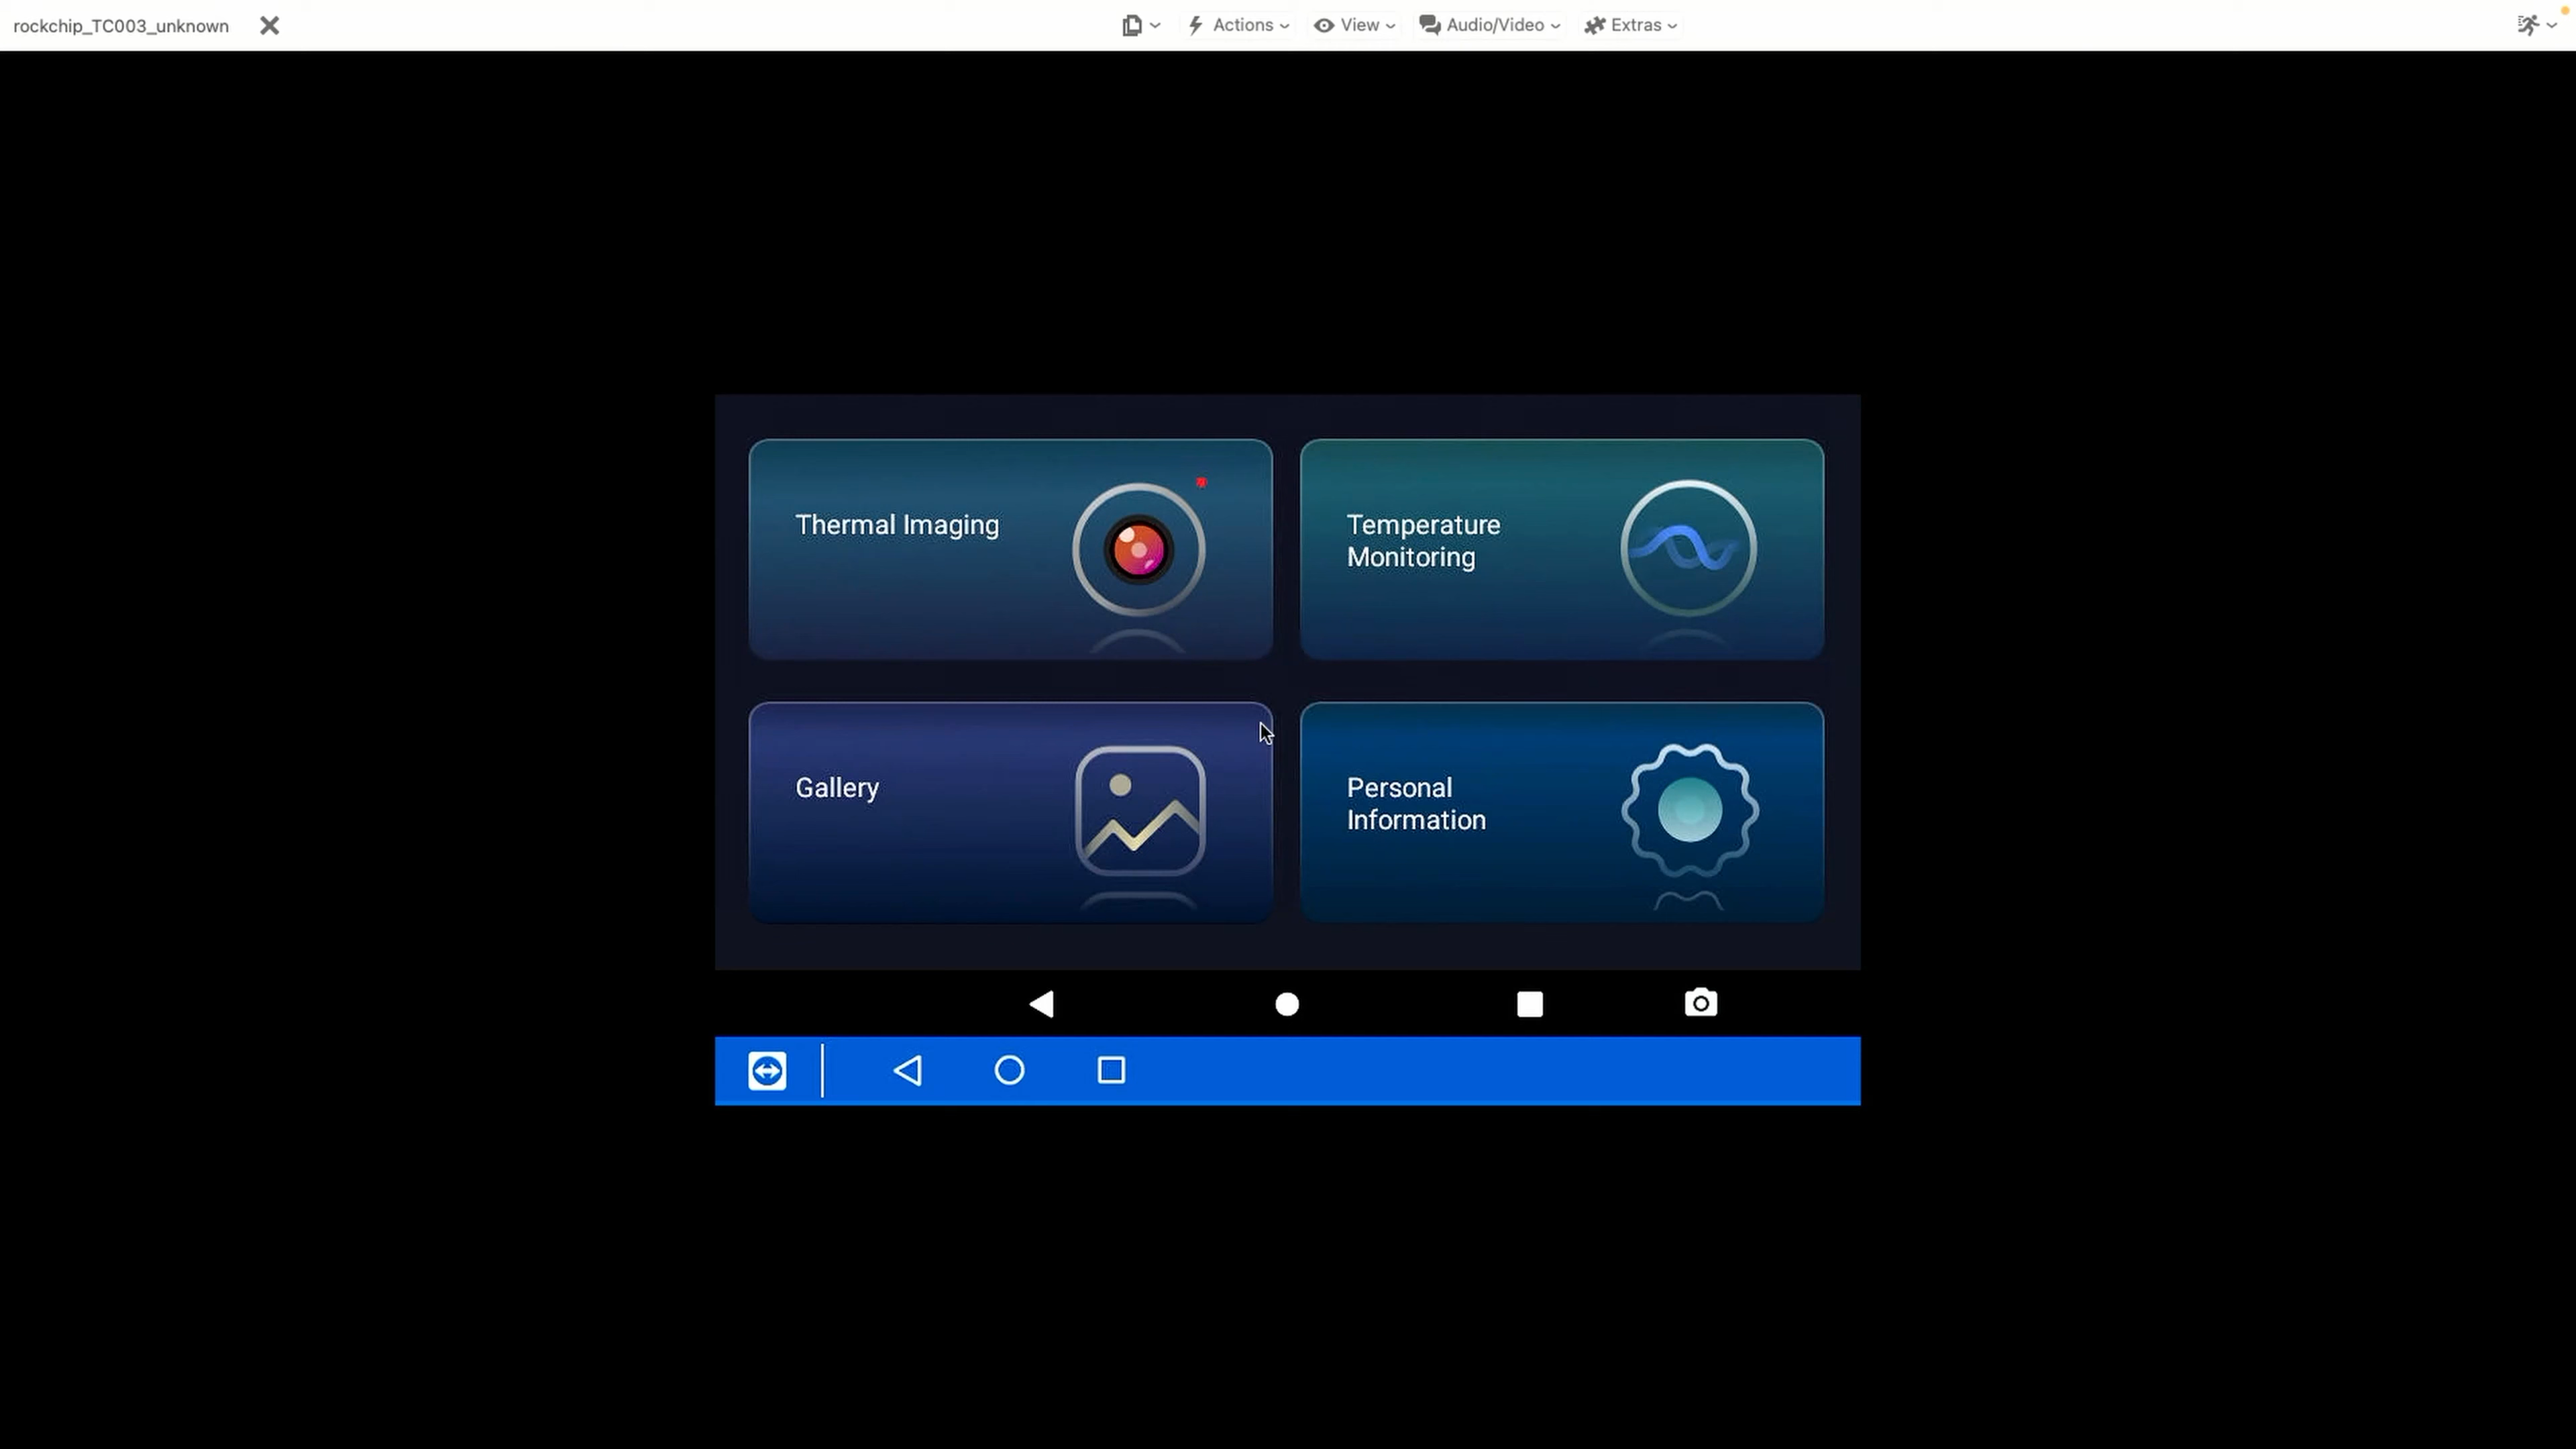 rockchip_TC003_unknown
Actions
View
Audio/Video
Extras
Thermal Imaging
Temperature
Monitoring
Gallery
Personal
Information